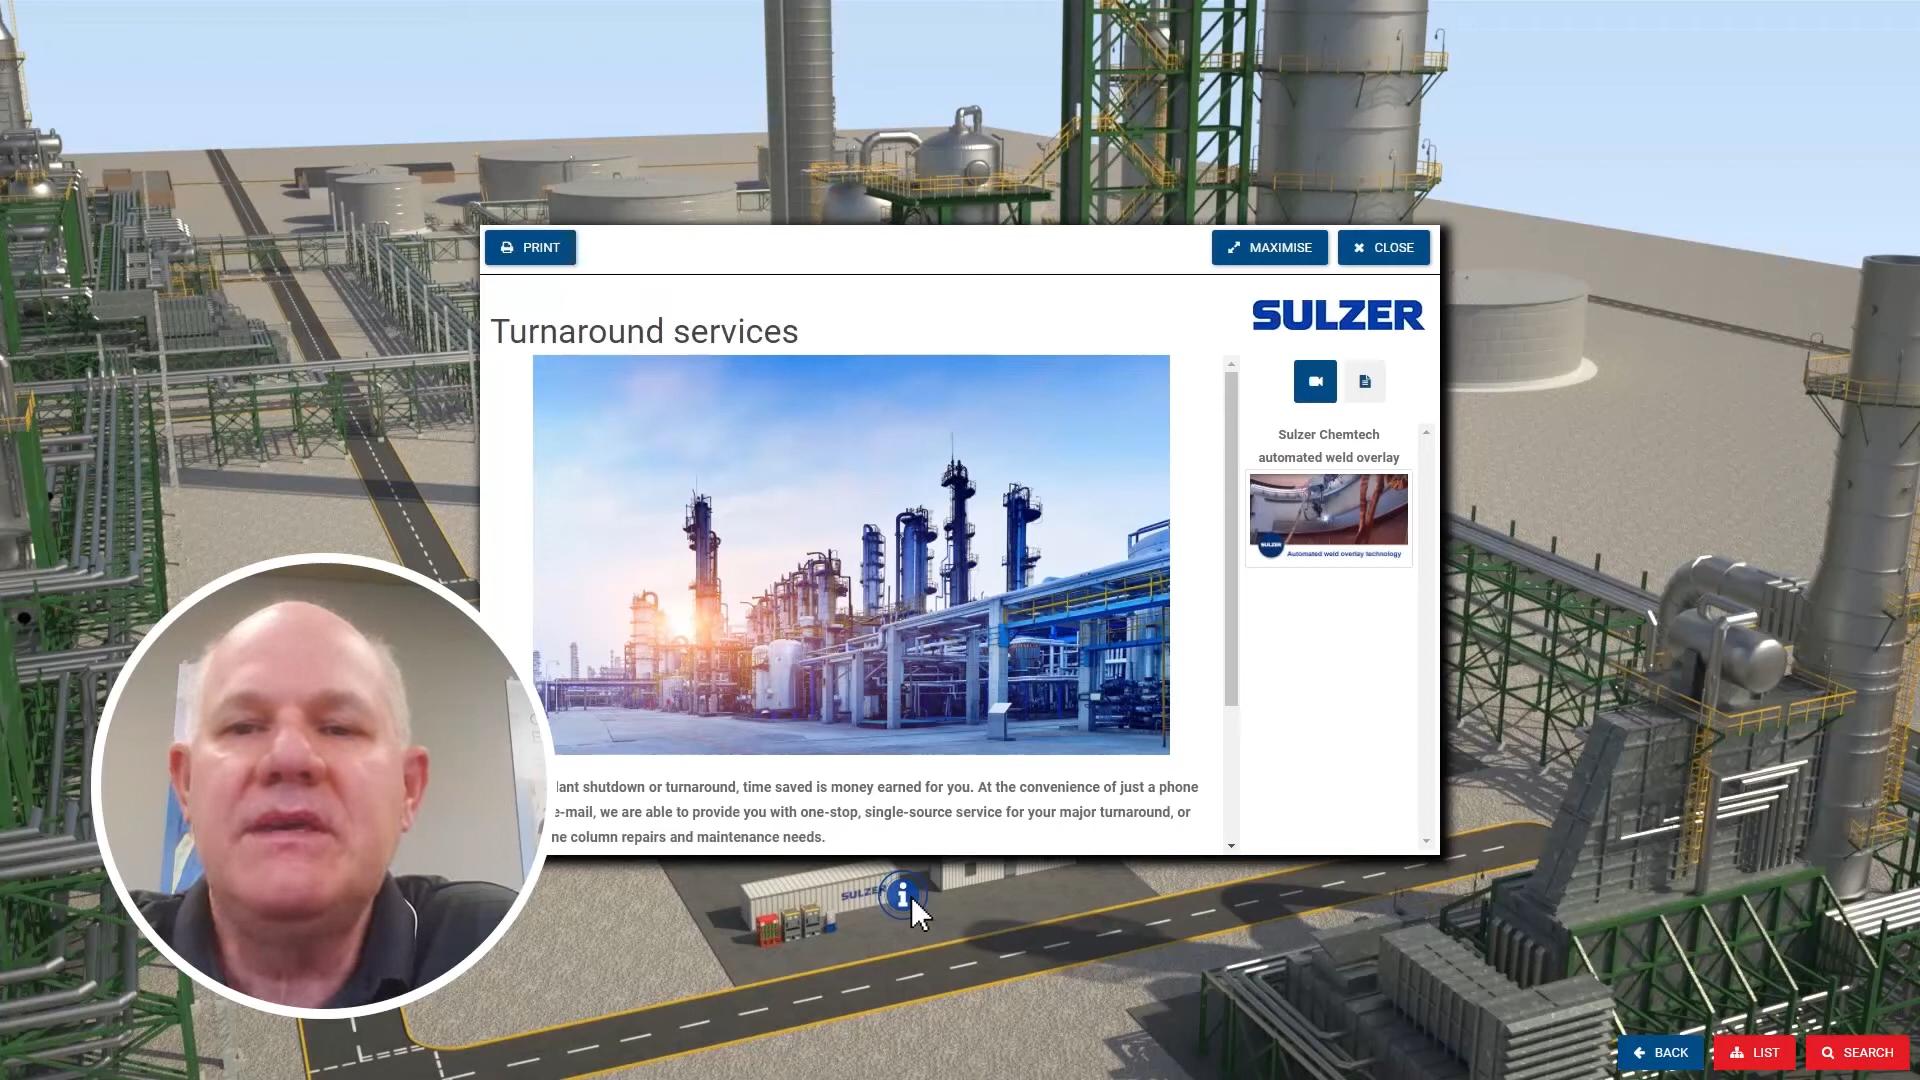 PRINT
MAXIMISE
CLOSE
SULZER
Turnaround services
Sulzer Chemtech
automated weld overlay
SULZER
Automated weld overlay technology
lant shutdown or turnaround, time saved is money earned for you. At the convenience of just a phone
e-mail, we are able to provide you with one-stop, single-source service for your major turnaround, or
ne column repairs and maintenance needs.
SULZER
i
BACK
LIST
SEARCH